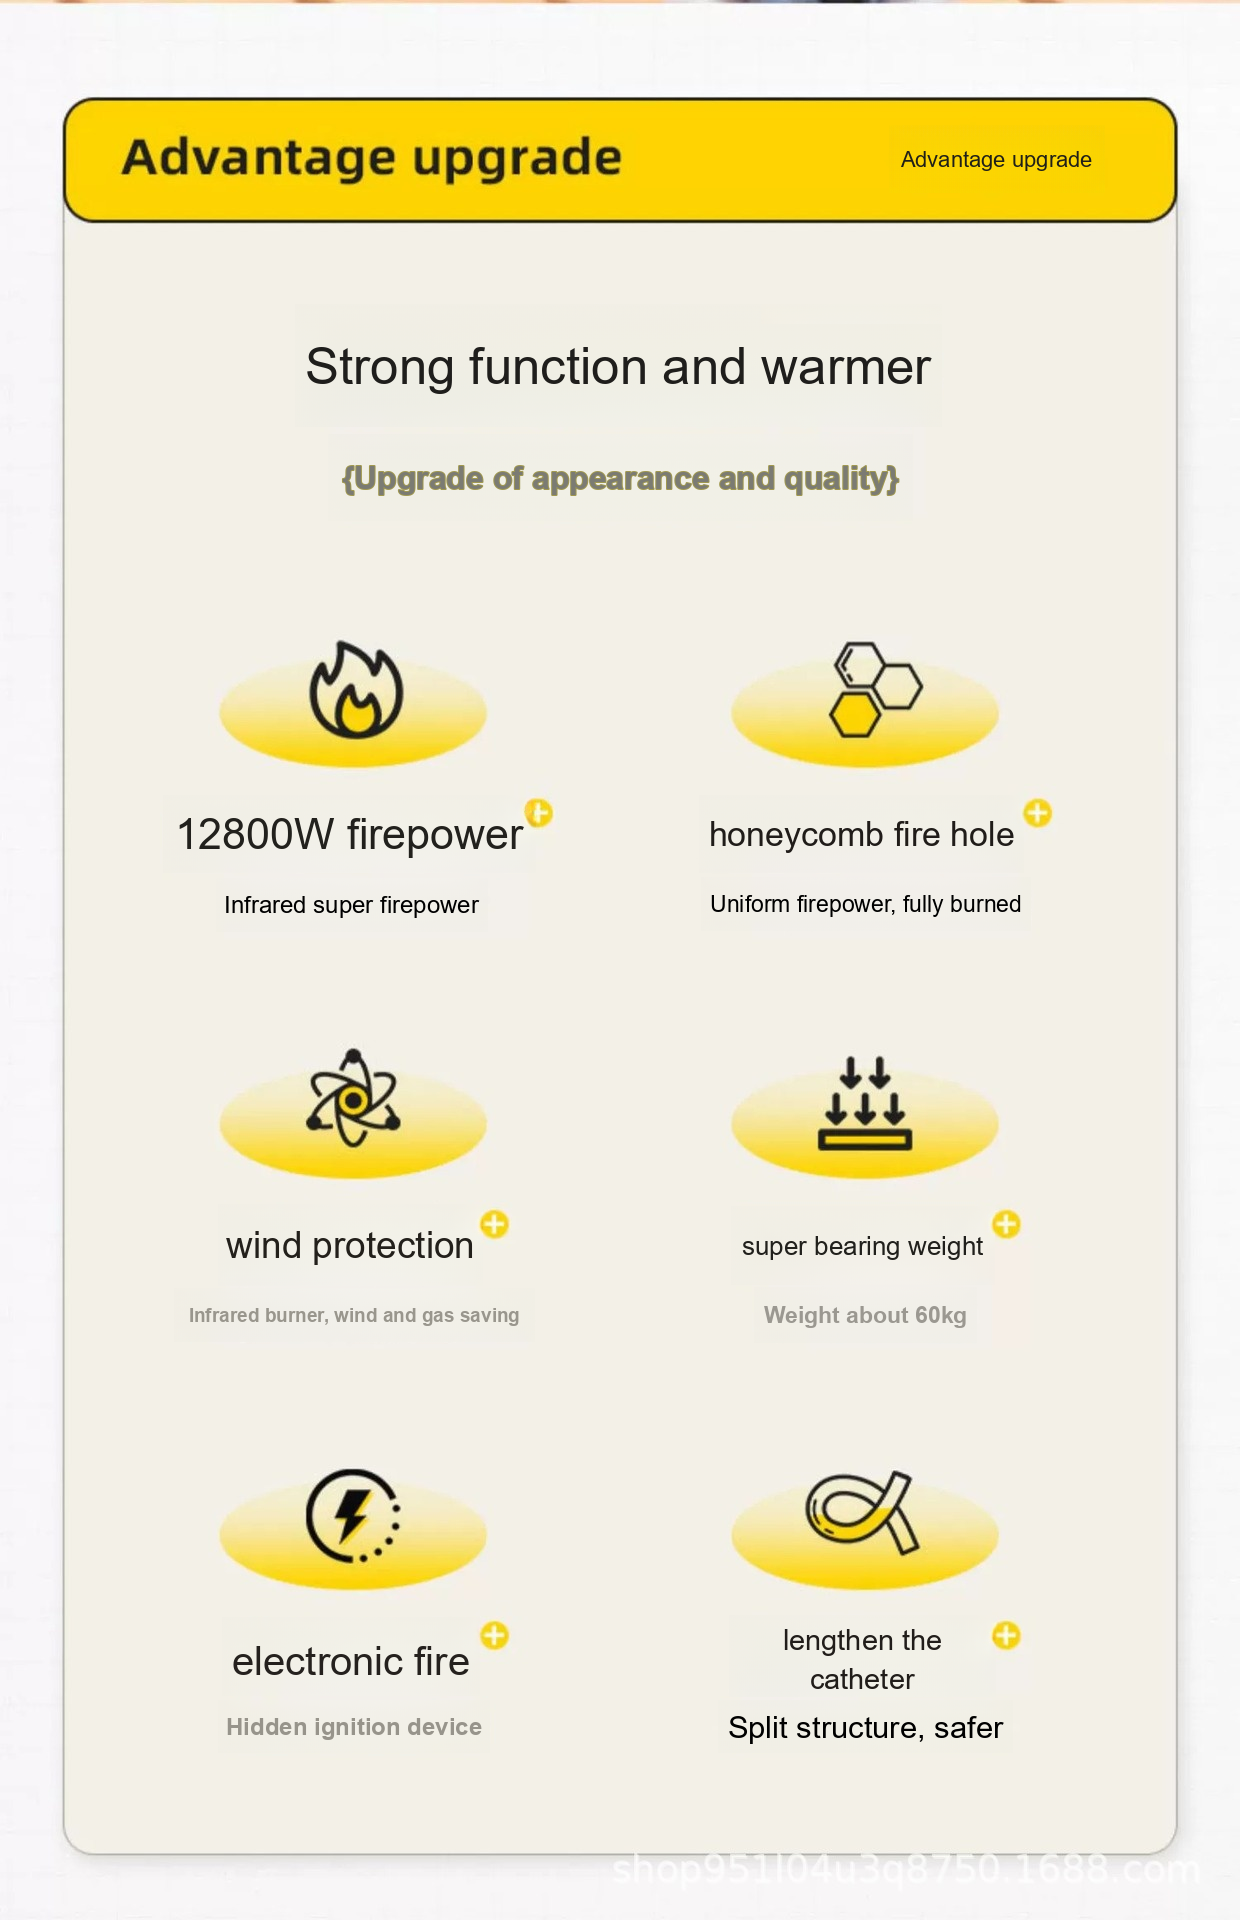 Advantage upgrade
Advantage upgrade
Strong function and warmer
{Upgrade of appearance and quality}
12800W firepower
honeycomb fire hole
Infrared super firepower
Uniform firepower, fully burned
wind protection
super bearing weight
Infrared burner, wind and gas saving
Weight about 60kg
electronic fire
lengthen the
catheter
Hidden ignition device
Split structure, safer
shop951l04u3q8750.1688.com